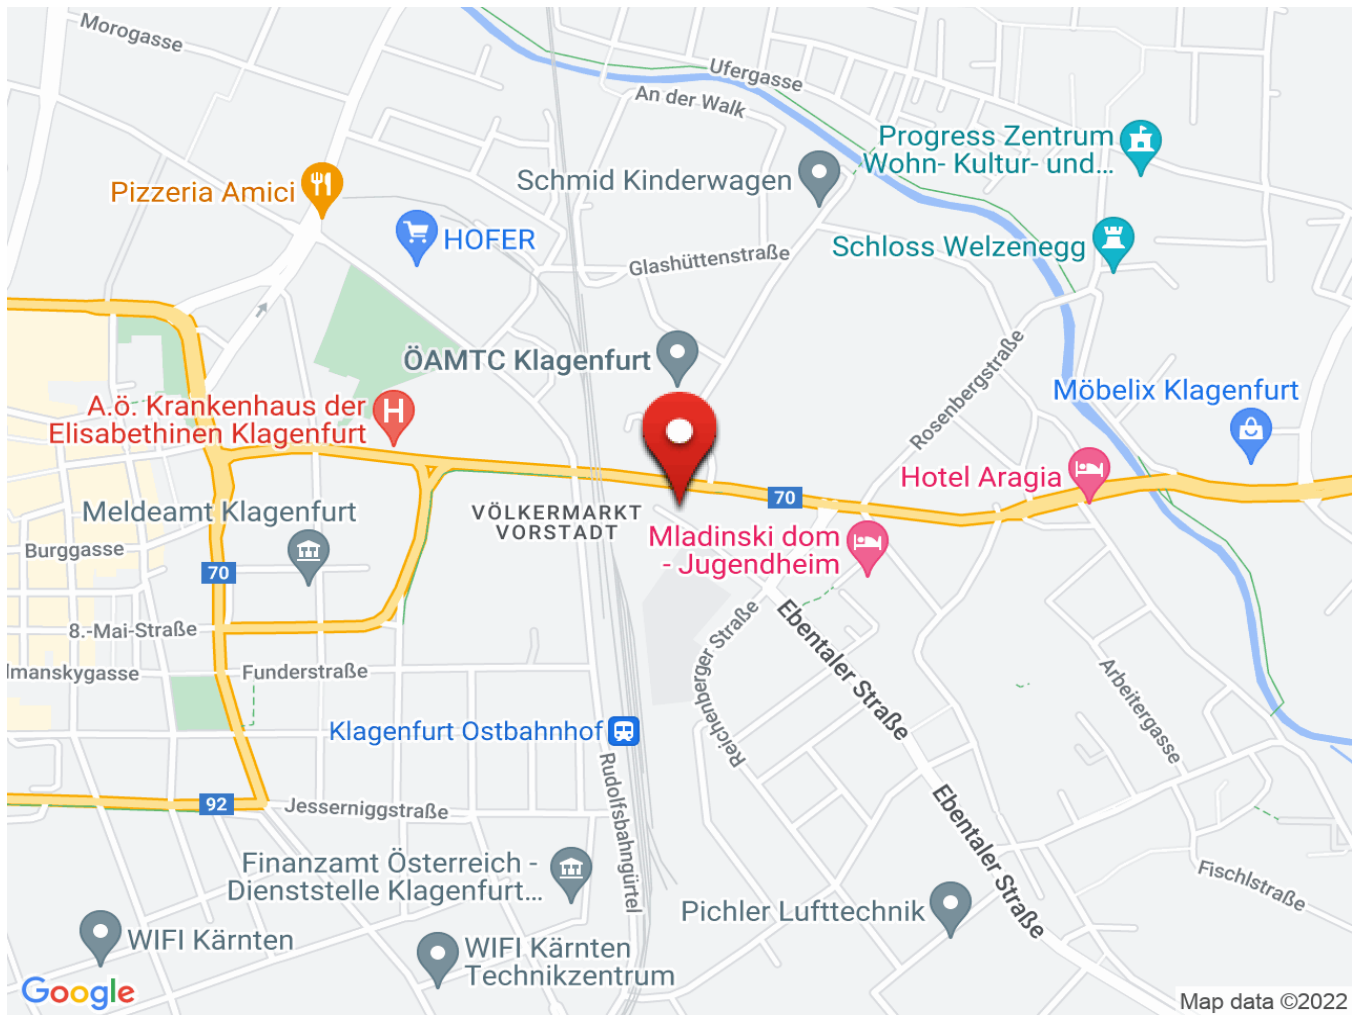 Morogasse
Ufergasse
An der Walk
Progress Zentrum
Wohn- Kultur- und...
Schmid Kinderwagen
Pizzeria Amici
HOFER
Schloss Welzenegg
Glashüttenstraße
ÖAMTC Klagenfurt
Rosenbergstraße
Möbelix Klagenfurt
A.ö. Krankenhaus der
Elisabethinen Klagenfurt
H
Hotel Aragia
70
Meldeamt Klagenfurt
VÖLKERMARKT
VORSTADT
Mladinski dom
- Jugendheim
Burggasse
70
8.-Mai-Straße
Ebentaler Straße
Reichenberger Straße
lmanskygasse
Funderstraße
Arbeitergasse
Klagenfurt Ostbahnhof
Rudolfsbahngürtel
92
Jesserniggstraße
Ebentaler Straße
Finanzamt Österreich -
Dienststelle Klagenfurt...
Fischlstraße
Pichler Lufttechnik
WIFI Kärnten
WIFI Kärnten
Technikzentrum
Google
Map data ©2022